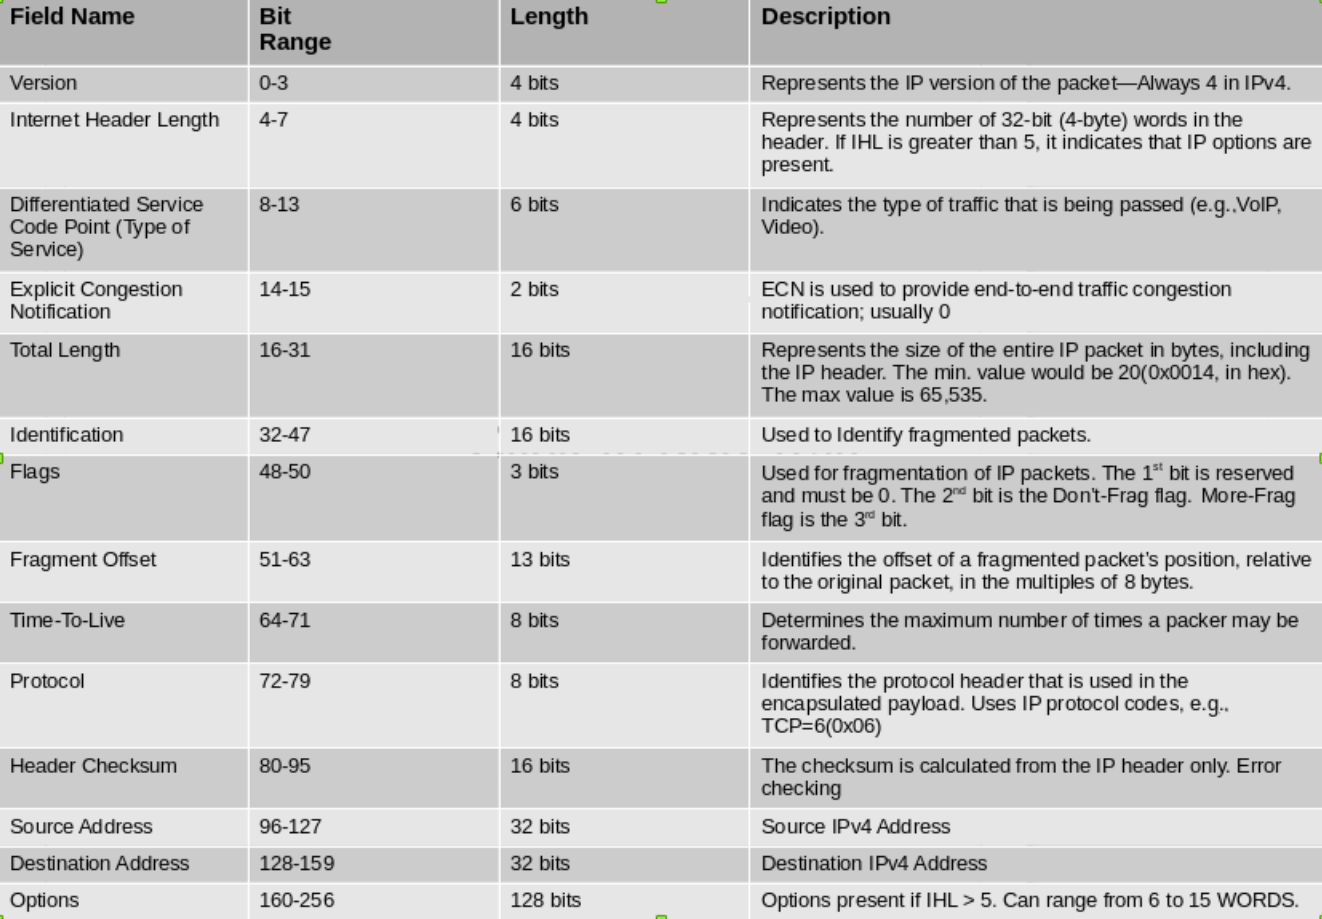 Field Name Bit Length Description
Range
Version 0-3 4 bits Represents the IP version of the packet—Always 4 in IPv4.
Internet Header Length 4-7 4 bits Represents the number of 32-bit (4-byte) words in the
header. If IHL is greater than 5, it indicates that IP options are
present.
Differentiated Service 8-13 6 bits Indicates the type of traffic that is being passed (e.g.,VoIP,
Code Point (Type of Video).
Service)
Explicit Congestion 14-15 2 bits ECN is used to provide end-to-end traffic congestion
Notification notification; usually 0
Total Length 16-31 16 bits Represents the size of the entire IP packet in bytes, including
the IP header. The min. value would be 20(0x0014, in hex).
The max value is 65,535.
Identification 32-47 16 bits Used to Identify fragmented packets.
Flags 48-50 3 bits Used for fragmentation of IP packets. The 1st bit is reserved
and must be 0. The 2nd bit is the Don't-Frag flag. More-Frag
flag is the 3rd bit.
Fragment Offset 51-63 13 bits Identifies the offset of a fragmented packet's position, relative
to the original packet, in the multiples of 8 bytes.
Time-To-Live 64-71 8 bits Determines the maximum number of times a packer may be
forwarded.
Protocol 72-79 8 bits Identifies the protocol header that is used in the
encapsulated payload. Uses IP protocol codes, e.g.,
TCP=6(0x06)
Header Checksum 80-95 16 bits The checksum is calculated from the IP header only. Error
checking
Source Address 96-127 32 bits Source IPv4 Address
Destination Address 128-159 32 bits Destination IPv4 Address
Options 160-256 128 bits Options present if IHL > 5. Can range from 6 to 15 WORDS.